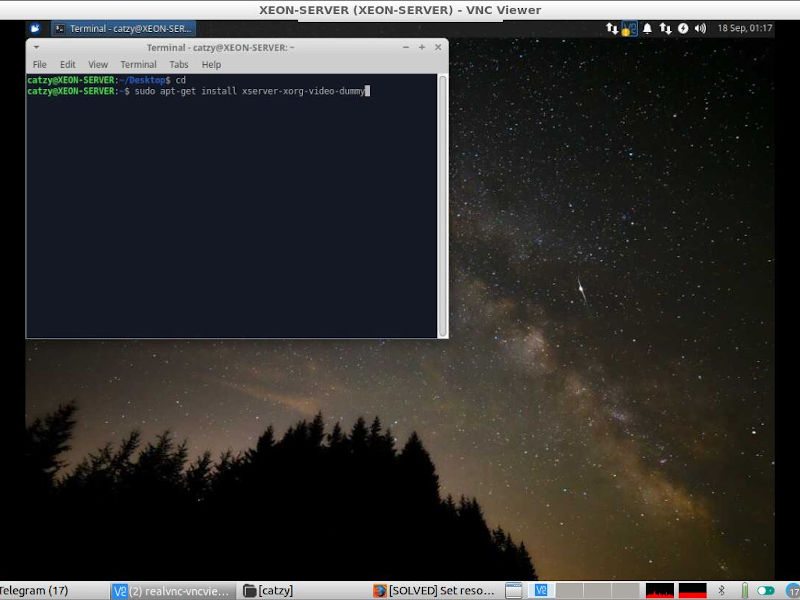 XEON-SERVER (XEON-SERVER) - VNC Viewer
Terminal - catzy@XEON-SER...
18 Sep, 01:17
Terminal - catzy@XEON-SERVER: ~
File Edit View Terminal Tabs Help
catzy@XEON-SERVER:~/Desktop$ cd
catzy@XEON-SERVER:~$ sudo apt-get install xserver-xorg-video-dummy
Telegram (17)
(2) realvnc-vncvie...
[catzy]
[SOLVED] Set reso...
17